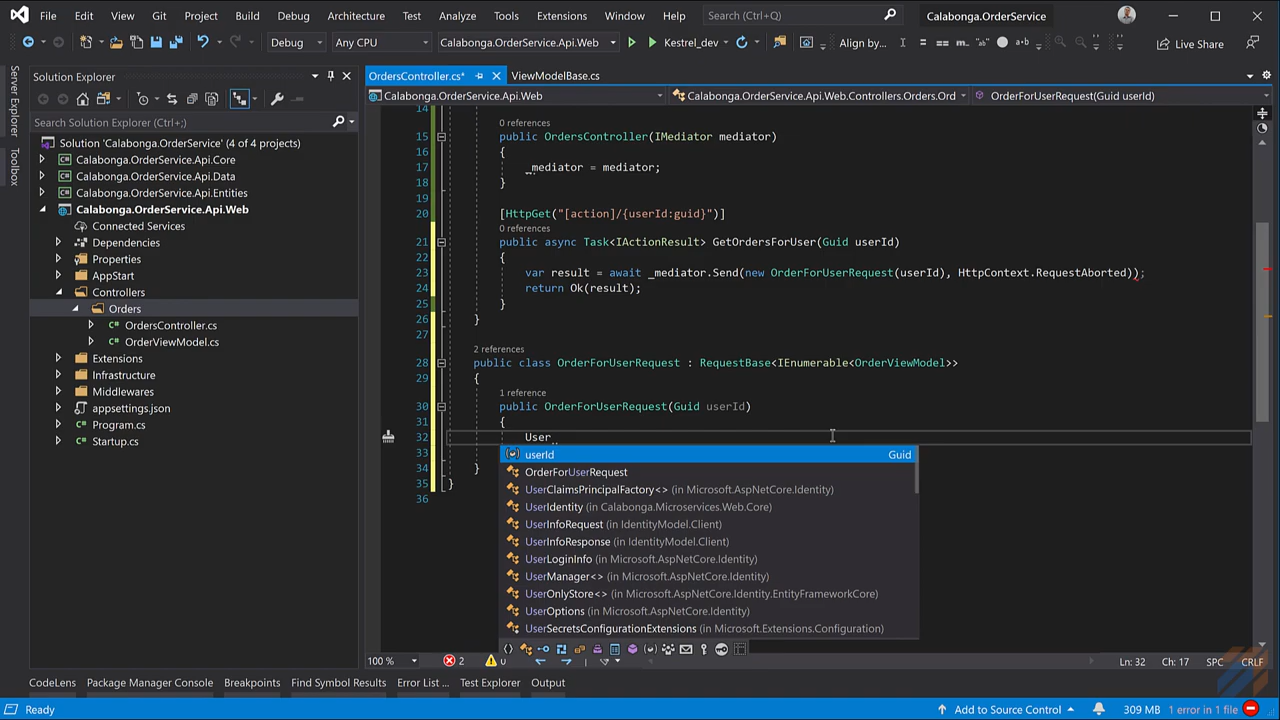 File Edit View Git Project Build Debug Architecture Test Analyze Tools Extensions Window Help Search (Ctrl+Q) Calabonga.OrderService
Debug Any CPU Calabonga.OrderService.Api.Web Kestrel_dev Align by... Live Share
Server Explorer
Toolbox
Solution Explorer
Search Solution Explorer (Ctrl+;)
Solution 'Calabonga.OrderService' (4 of 4 projects)
Calabonga.OrderService.Api.Core
Calabonga.OrderService.Api.Data
Calabonga.OrderService.Api.Entities
Calabonga.OrderService.Api.Web
Connected Services
Dependencies
Properties
AppStart
Controllers
Orders
OrdersController.cs
OrderViewModel.cs
Extensions
Infrastructure
Middlewares
appsettings.json
Program.cs
Startup.cs
OrdersController.cs* ViewModelBase.cs
Calabonga.OrderService.Api.Web Calabonga.OrderService.Api.Web.Controllers.Orders.Ord OrderForUserRequest(Guid userId)
14
0 references
15 public OrdersController(IMediator mediator)
16 {
17 _mediator = mediator;
18 }
19
20 [HttpGet("[action]/{userId:guid}")]
0 references
21 public async Task<IActionResult> GetOrdersForUser(Guid userId)
22 {
23 var result = await _mediator.Send(new OrderForUserRequest(userId), HttpContext.RequestAborted));
24 return Ok(result);
25 }
26 }
27
2 references
28 public class OrderForUserRequest : RequestBase<IEnumerable<OrderViewModel>>
29 {
1 reference
30 public OrderForUserRequest(Guid userId)
31 {
32 User
33
34 }
35 }
36
userId Guid
OrderForUserRequest
UserClaimsPrincipalFactory<> (in Microsoft.AspNetCore.Identity)
UserIdentity (in Calabonga.Microservices.Web.Core)
UserInfoRequest (in IdentityModel.Client)
UserInfoResponse (in IdentityModel.Client)
UserLoginInfo (in Microsoft.AspNetCore.Identity)
UserManager<> (in Microsoft.AspNetCore.Identity)
UserOnlyStore<> (in Microsoft.AspNetCore.Identity.EntityFrameworkCore)
UserOptions (in Microsoft.AspNetCore.Identity)
UserSecretsConfigurationExtensions (in Microsoft.Extensions.Configuration)
100 % 2 0 Ln: 32 Ch: 17 SPC CRLF
CodeLens Package Manager Console Breakpoints Find Symbol Results Error List ... Test Explorer Output
Ready Add to Source Control 309 MB 1 error in 1 file